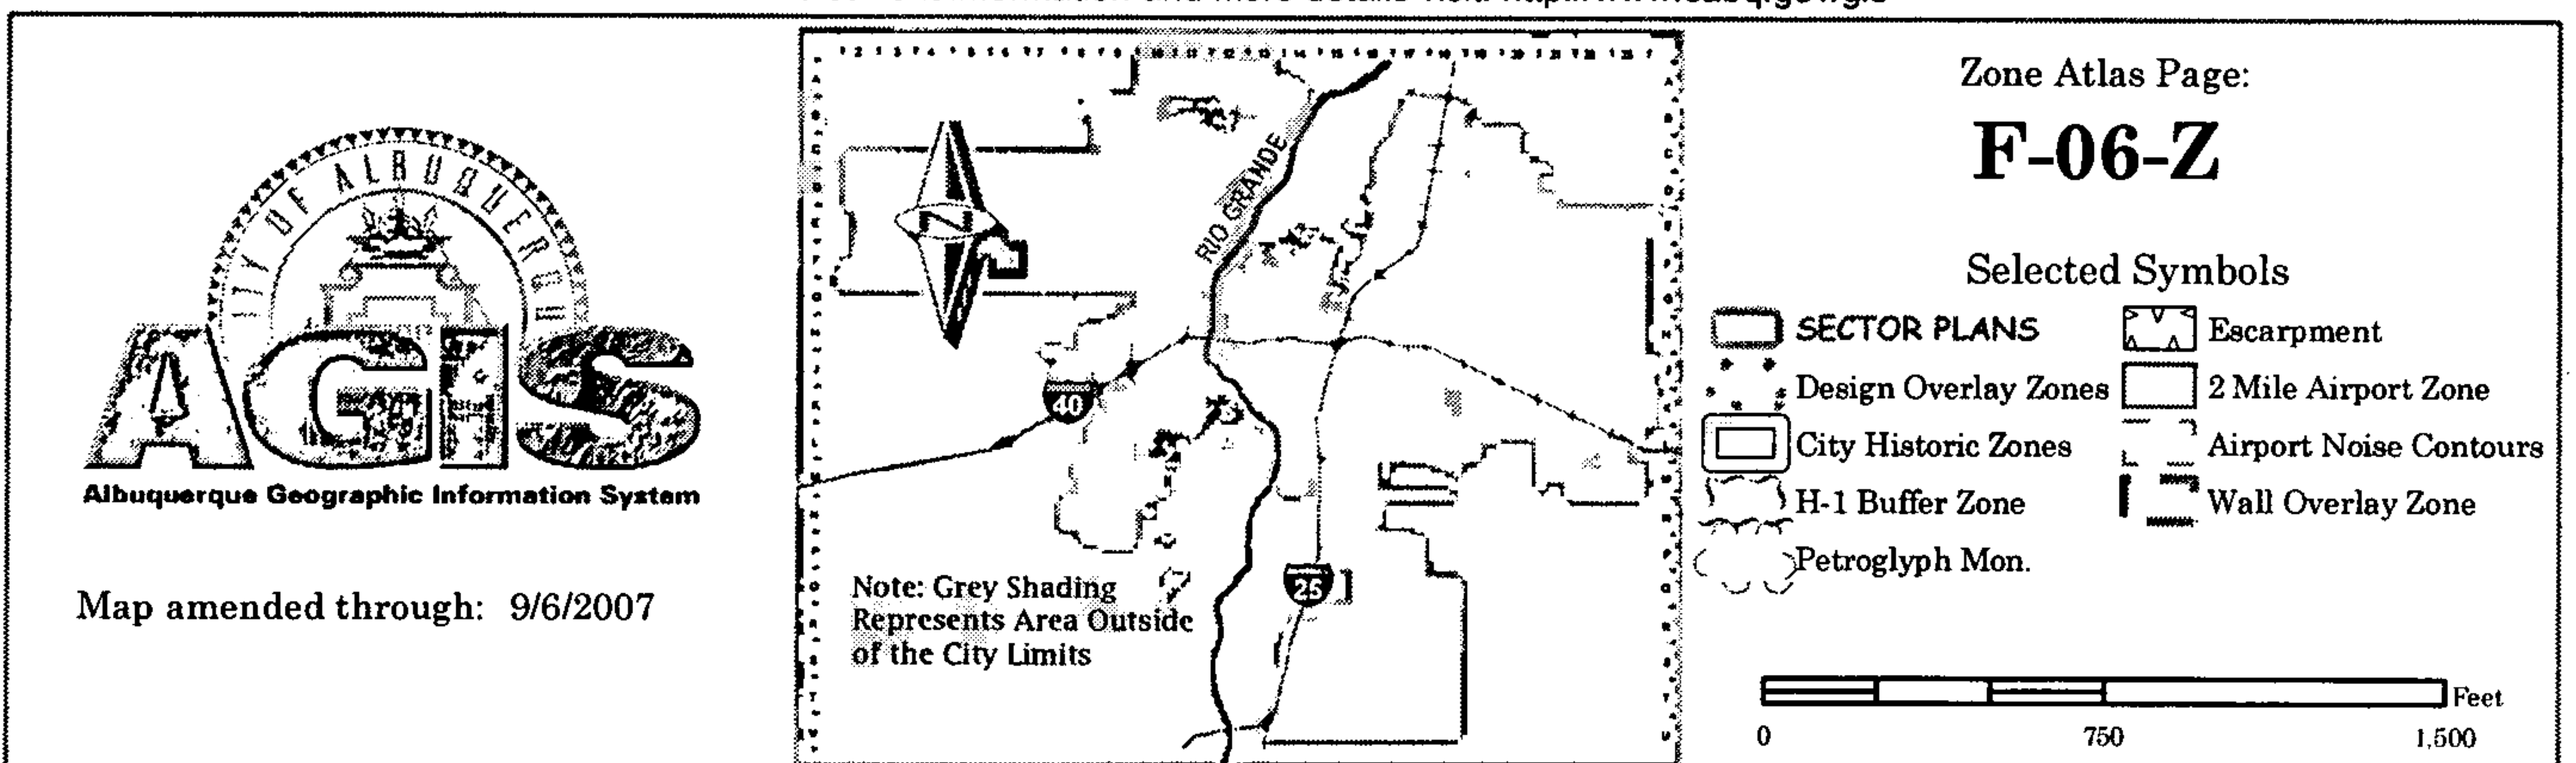 CITY OF ALBUQUERQUE
AGIS
Albuquerque Geographic Information System
Map amended through: 9/6/2007
RIO GRANDE
N
40
25
Note: Grey Shading
Represents Area Outside
of the City Limits
Zone Atlas Page:
F-06-Z
Selected Symbols
SECTOR PLANS
Escarpment
Design Overlay Zones
2 Mile Airport Zone
City Historic Zones
Airport Noise Contours
H-1 Buffer Zone
Wall Overlay Zone
Petroglyph Mon.
Feet
0 750 1,500